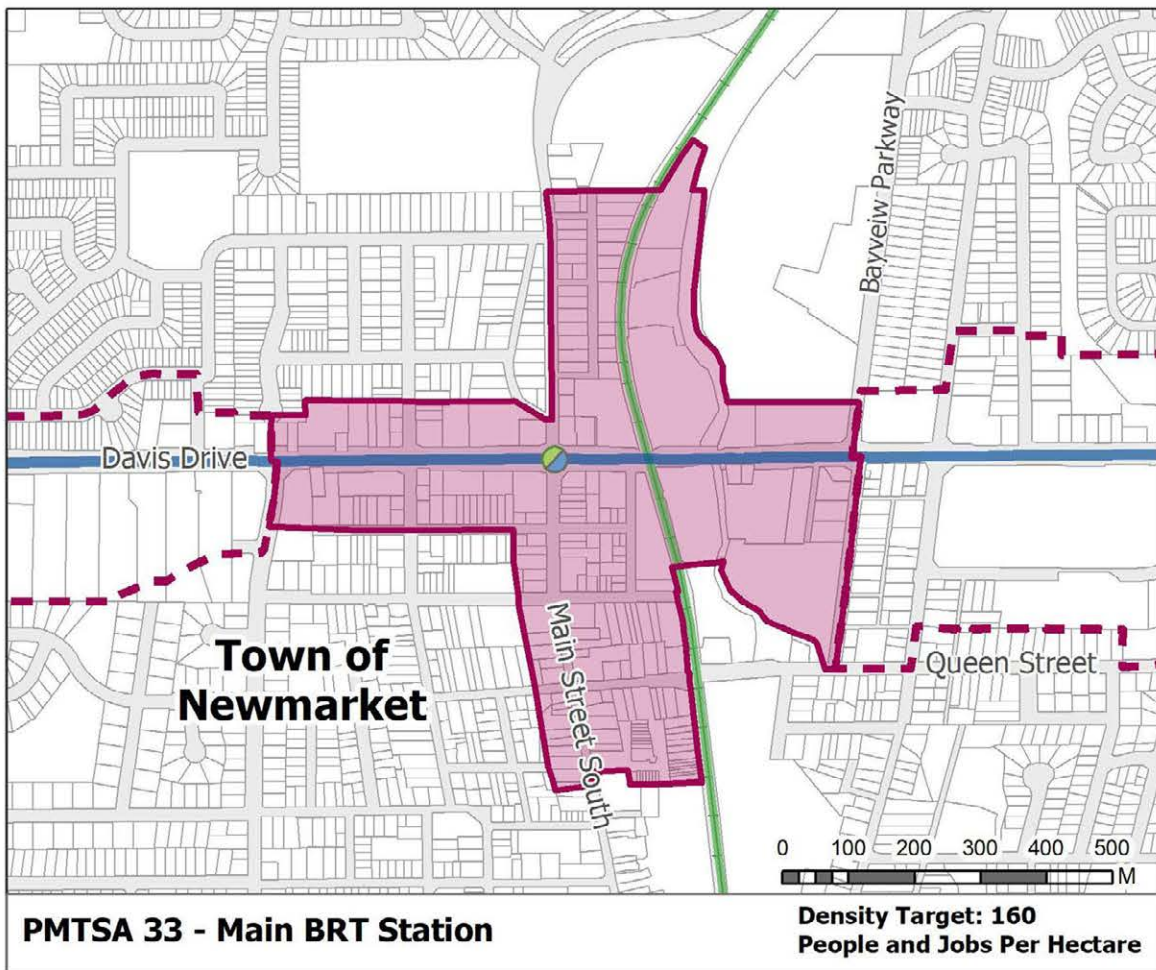 Bayveiw Parkway
Davis Drive
Main Street South
Town of
Newmarket
Queen Street
0 100 200 300 400 500
M
PMTSA 33 - Main BRT Station
Density Target: 160
People and Jobs Per Hectare